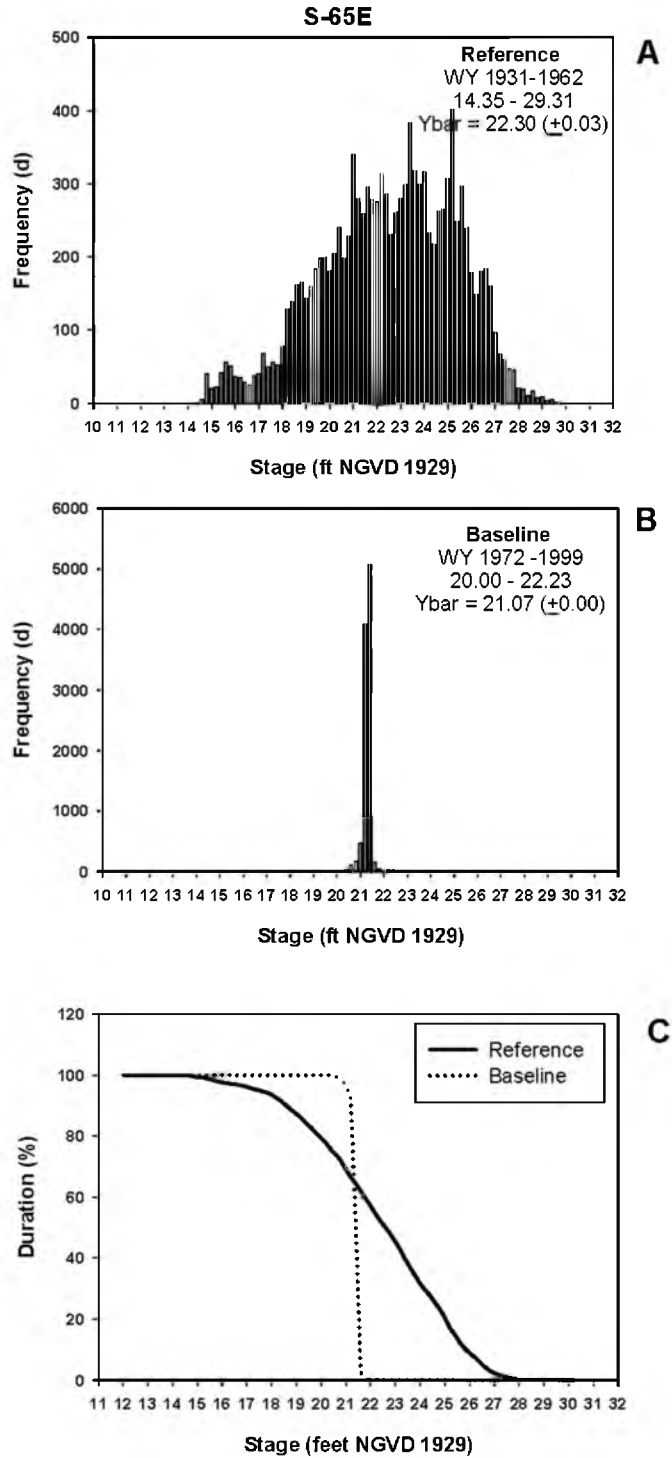 S-65E
A
Reference
WY 1931-1962
14.35 - 29.31
Ybar = 22.30 (±0.03)
500
400
300
200
100
0
Frequency (d)
10 11 12 13 14 15 16 17 18 19 20 21 22 23 24 25 26 27 28 29 30 31 32
Stage (ft NGVD 1929)
B
Baseline
WY 1972 -1999
20.00 - 22.23
Ybar = 21.07 (±0.00)
6000
5000
4000
3000
2000
1000
0
Frequency (d)
10 11 12 13 14 15 16 17 18 19 20 21 22 23 24 25 26 27 28 29 30 31 32
Stage (ft NGVD 1929)
C
Reference
Baseline
120
100
80
60
40
20
0
Duration (%)
11 12 13 14 15 16 17 18 19 20 21 22 23 24 25 26 27 28 29 30 31 32
Stage (feet NGVD 1929)